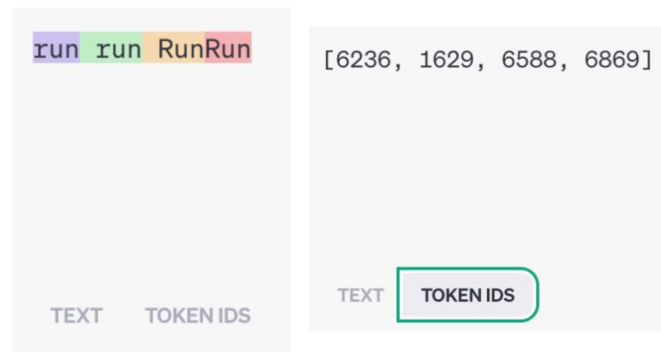 run run RunRun
TEXT TOKEN IDS
[6236, 1629, 6588, 6869]
TEXT TOKEN IDS